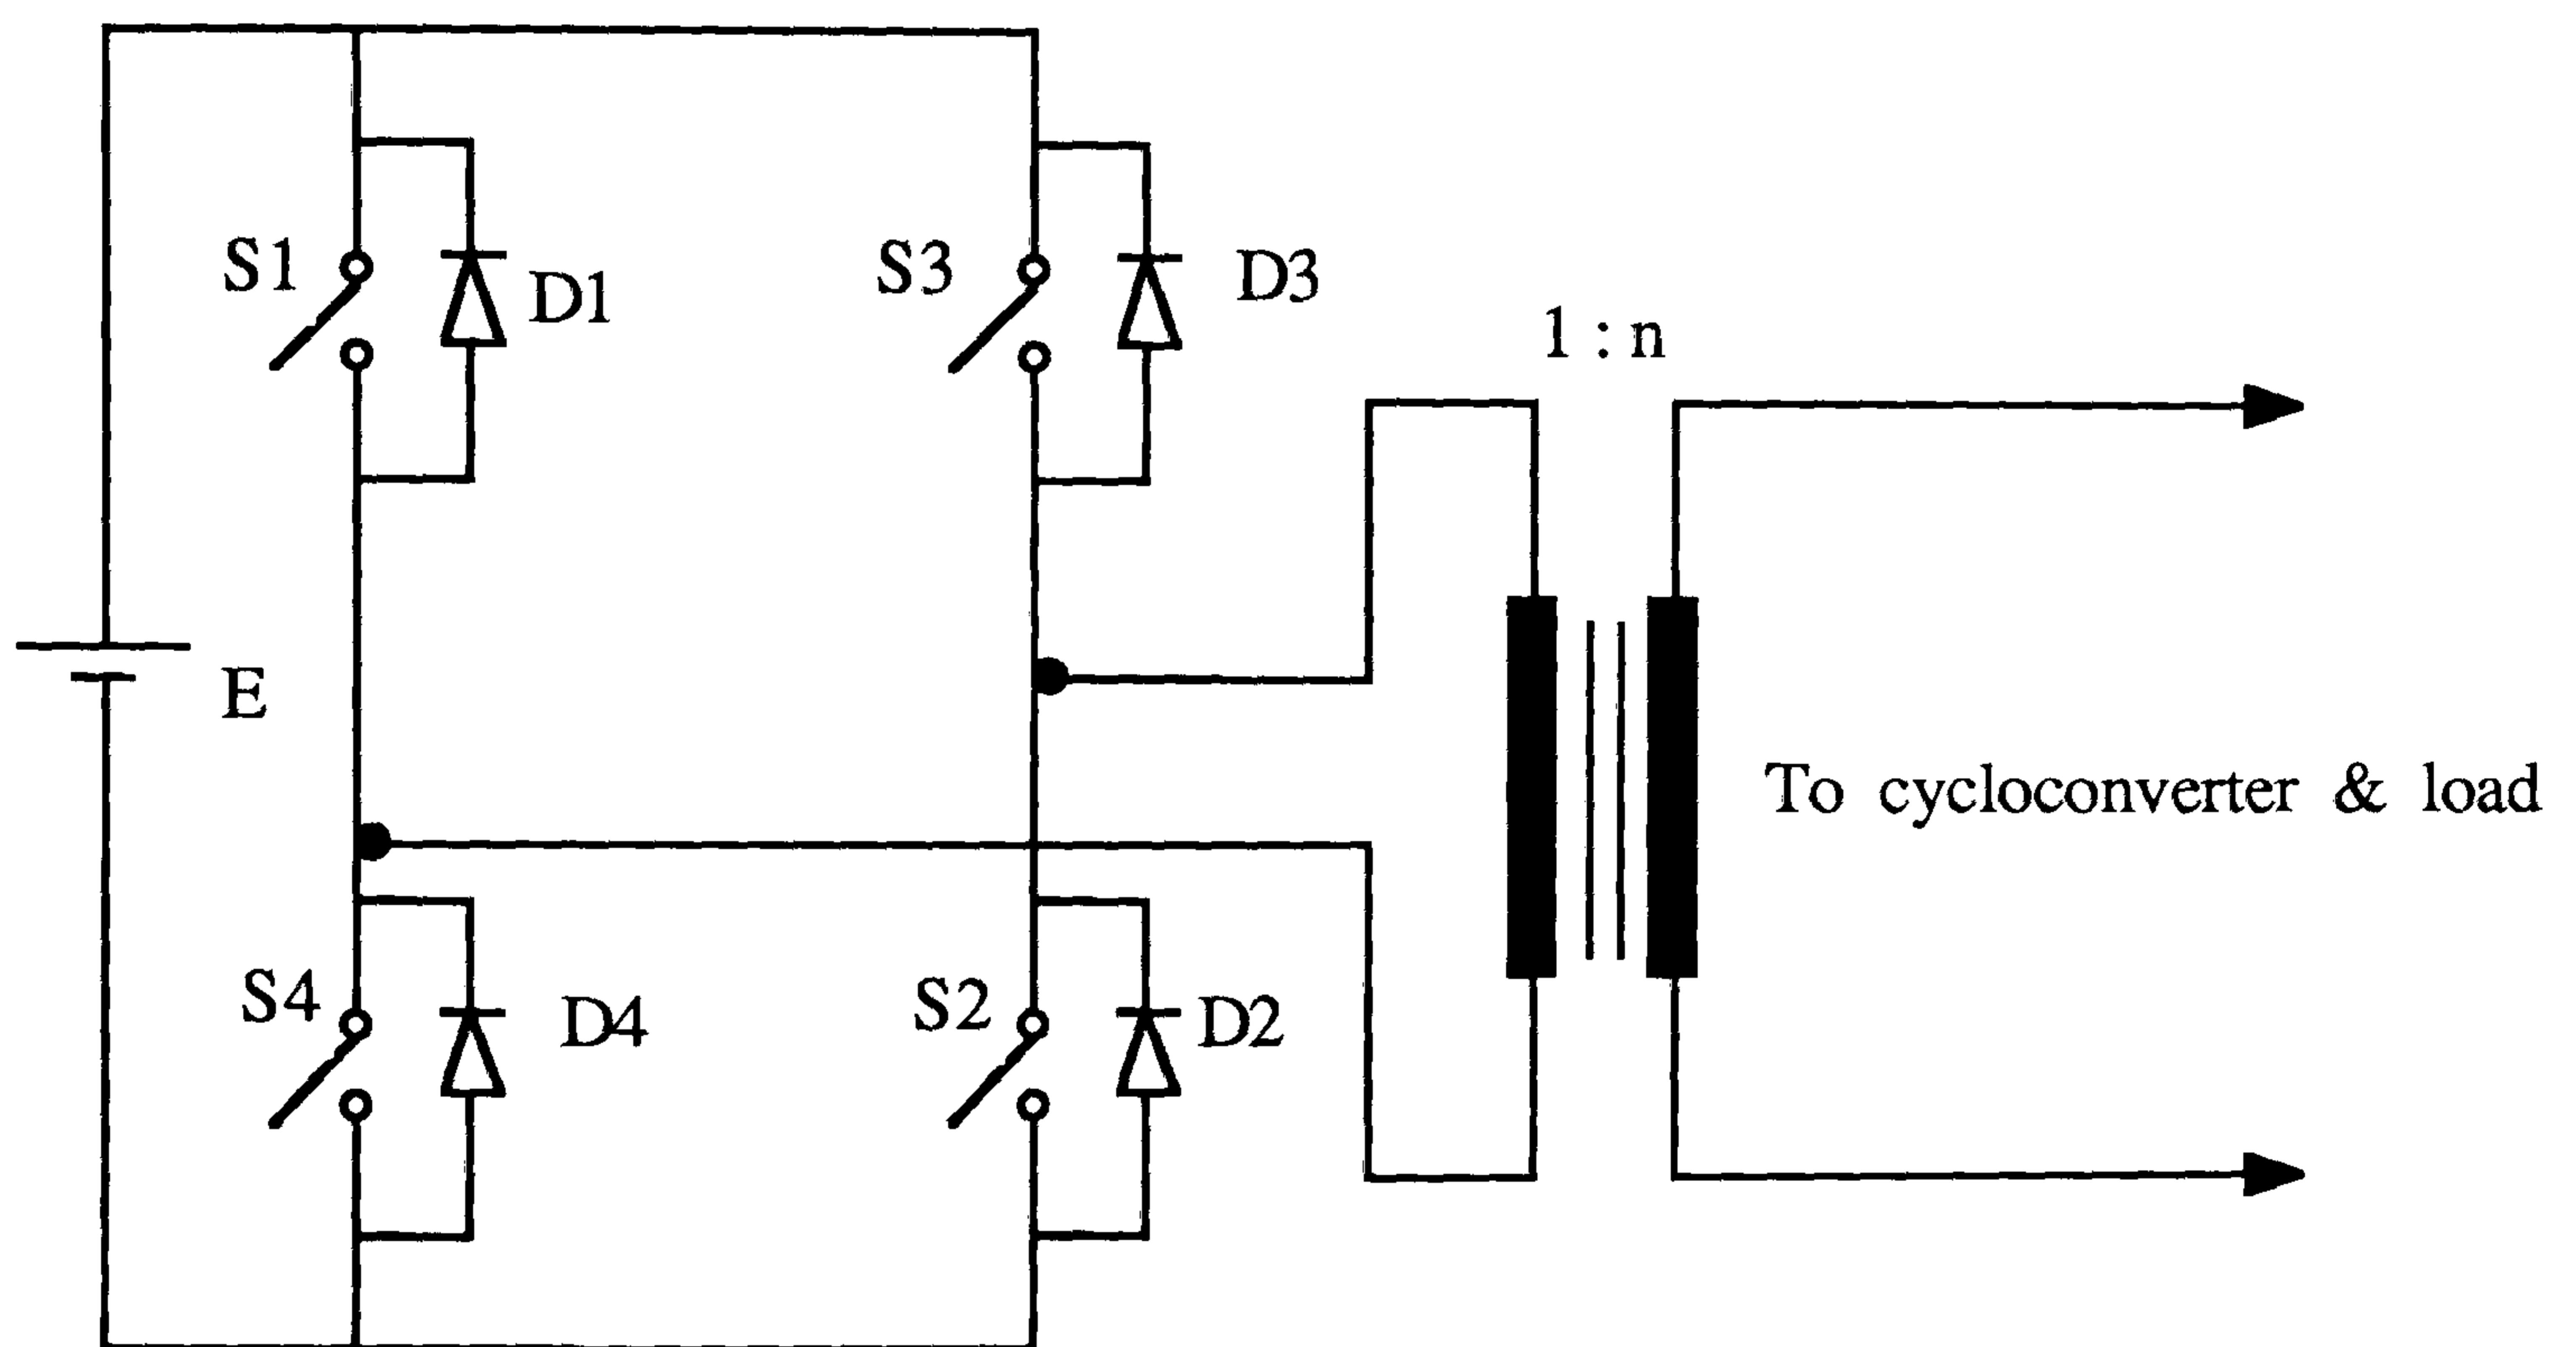 S1
D1
S3
D3
1 : n
E
To cycloconverter & load
S4
D4
S2
D2